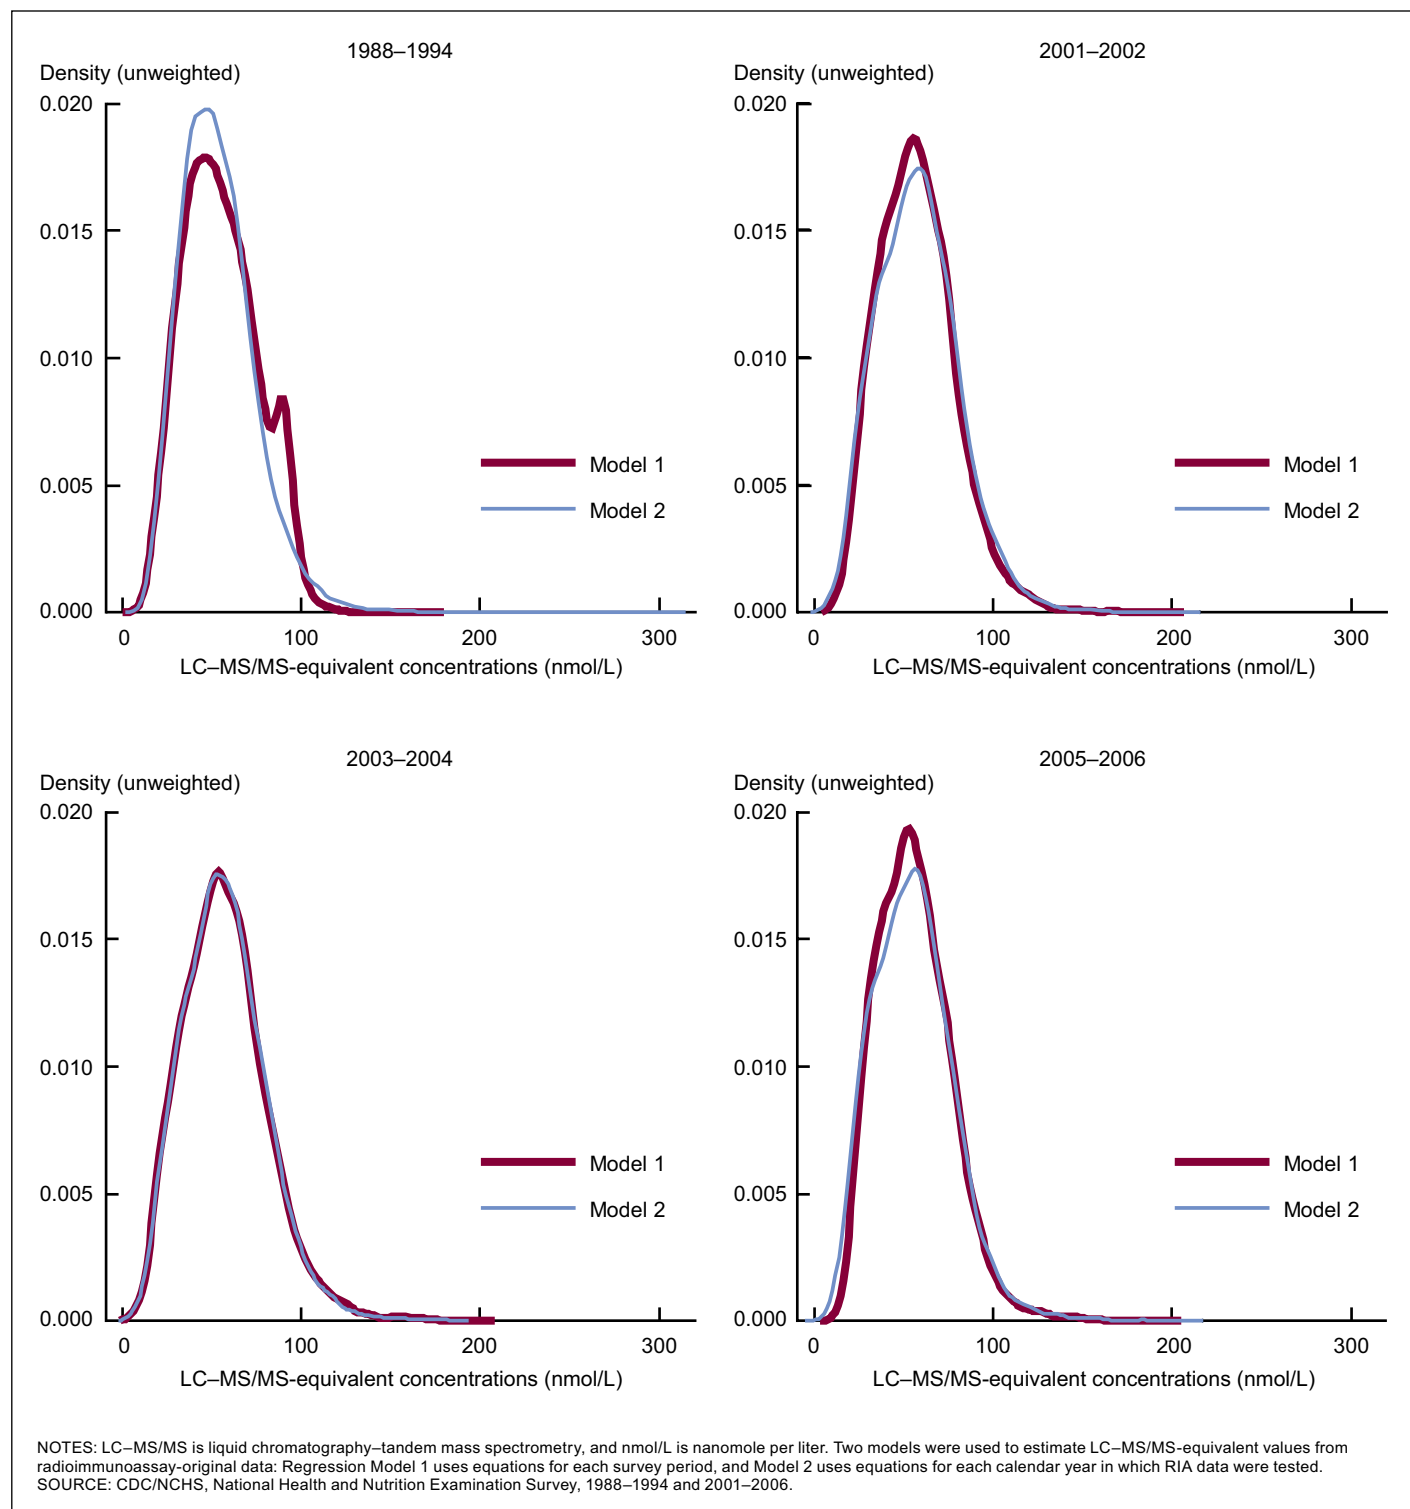 1988–1994
Density (unweighted)
0.020
0.015
0.010
0.005
0.000
0
100
200
300
LC–MS/MS-equivalent concentrations (nmol/L)
Model 1
Model 2
2001–2002
Density (unweighted)
0.020
0.015
0.010
0.005
0.000
0
100
200
300
LC–MS/MS-equivalent concentrations (nmol/L)
Model 1
Model 2
2003–2004
Density (unweighted)
0.020
0.015
0.010
0.005
0.000
0
100
200
300
LC–MS/MS-equivalent concentrations (nmol/L)
Model 1
Model 2
2005–2006
Density (unweighted)
0.020
0.015
0.010
0.005
0.000
0
100
200
300
LC–MS/MS-equivalent concentrations (nmol/L)
Model 1
Model 2
NOTES: LC–MS/MS is liquid chromatography–tandem mass spectrometry, and nmol/L is nanomole per liter. Two models were used to estimate LC–MS/MS-equivalent values from
radioimmunoassay-original data: Regression Model 1 uses equations for each survey period, and Model 2 uses equations for each calendar year in which RIA data were tested.
SOURCE: CDC/NCHS, National Health and Nutrition Examination Survey, 1988–1994 and 2001–2006.